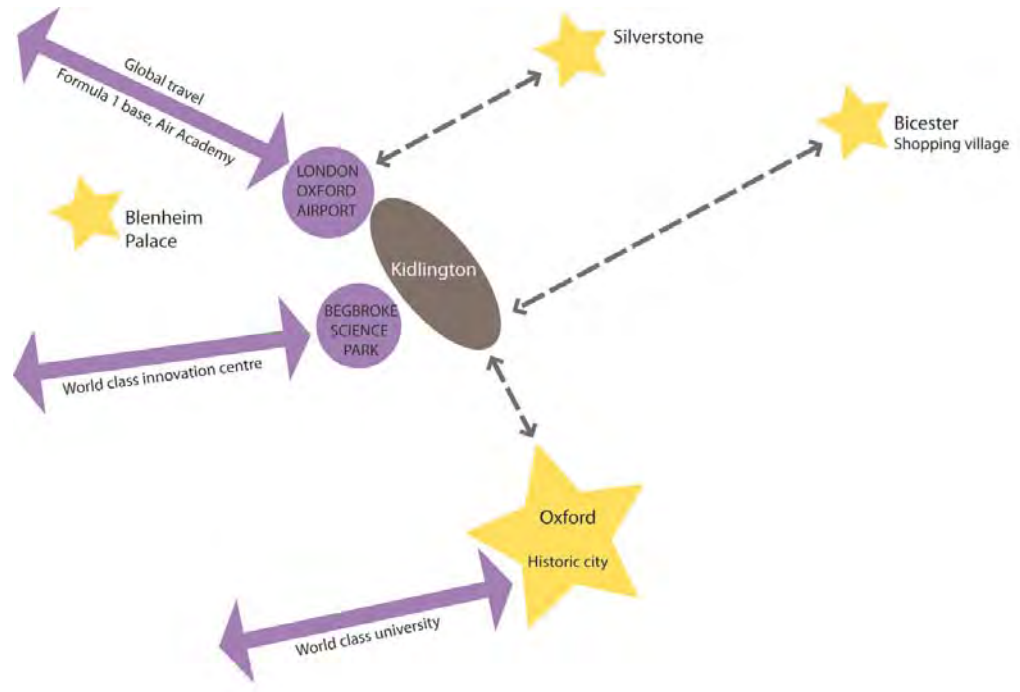 Silverstone
Global travel
Formula 1 base, Air Academy
Bicester
Shopping village
LONDON
OXFORD
AIRPORT
Blenheim
Palace
Kidlington
BEGBROKE
SCIENCE
PARK
World class innovation centre
Oxford
Historic city
World class university